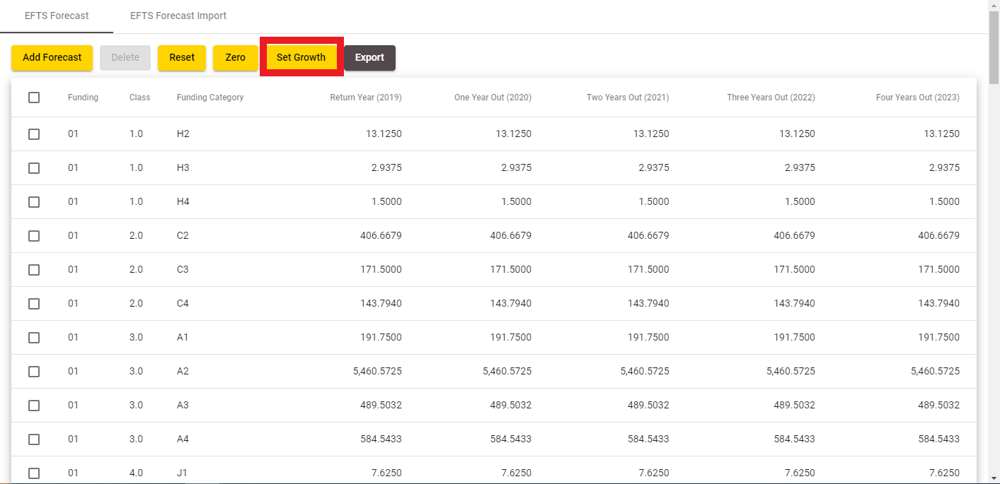 EFTS Forecast EFTS Forecast Import
Add Forecast Delete Reset Zero Set Growth Export
Funding Class Funding Category Return Year (2019) One Year Out (2020) Two Years Out (2021) Three Years Out (2022) Four Years Out (2023)
01 1.0 H2 13.1250 13.1250 13.1250 13.1250 13.1250
01 1.0 H3 2.9375 2.9375 2.9375 2.9375 2.9375
01 1.0 H4 1.5000 1.5000 1.5000 1.5000 1.5000
01 2.0 C2 406.6679 406.6679 406.6679 406.6679 406.6679
01 2.0 C3 171.5000 171.5000 171.5000 171.5000 171.5000
01 2.0 C4 143.7940 143.7940 143.7940 143.7940 143.7940
01 3.0 A1 191.7500 191.7500 191.7500 191.7500 191.7500
01 3.0 A2 5,460.5725 5,460.5725 5,460.5725 5,460.5725 5,460.5725
01 3.0 A3 489.5032 489.5032 489.5032 489.5032 489.5032
01 3.0 A4 584.5433 584.5433 584.5433 584.5433 584.5433
01 4.0 J1 7.6250 7.6250 7.6250 7.6250 7.6250